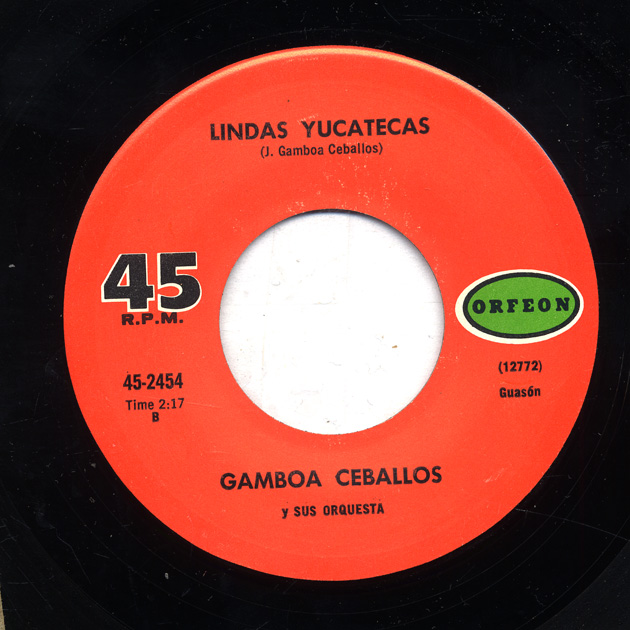 LINDAS YUCATECAS
(J. Gamboa Ceballos)
45
R.P.M.
ORFEON
45-2454
Time 2:17
B
(12772)
Guasón
GAMBOA CEBALLOS
y SUS ORQUESTA